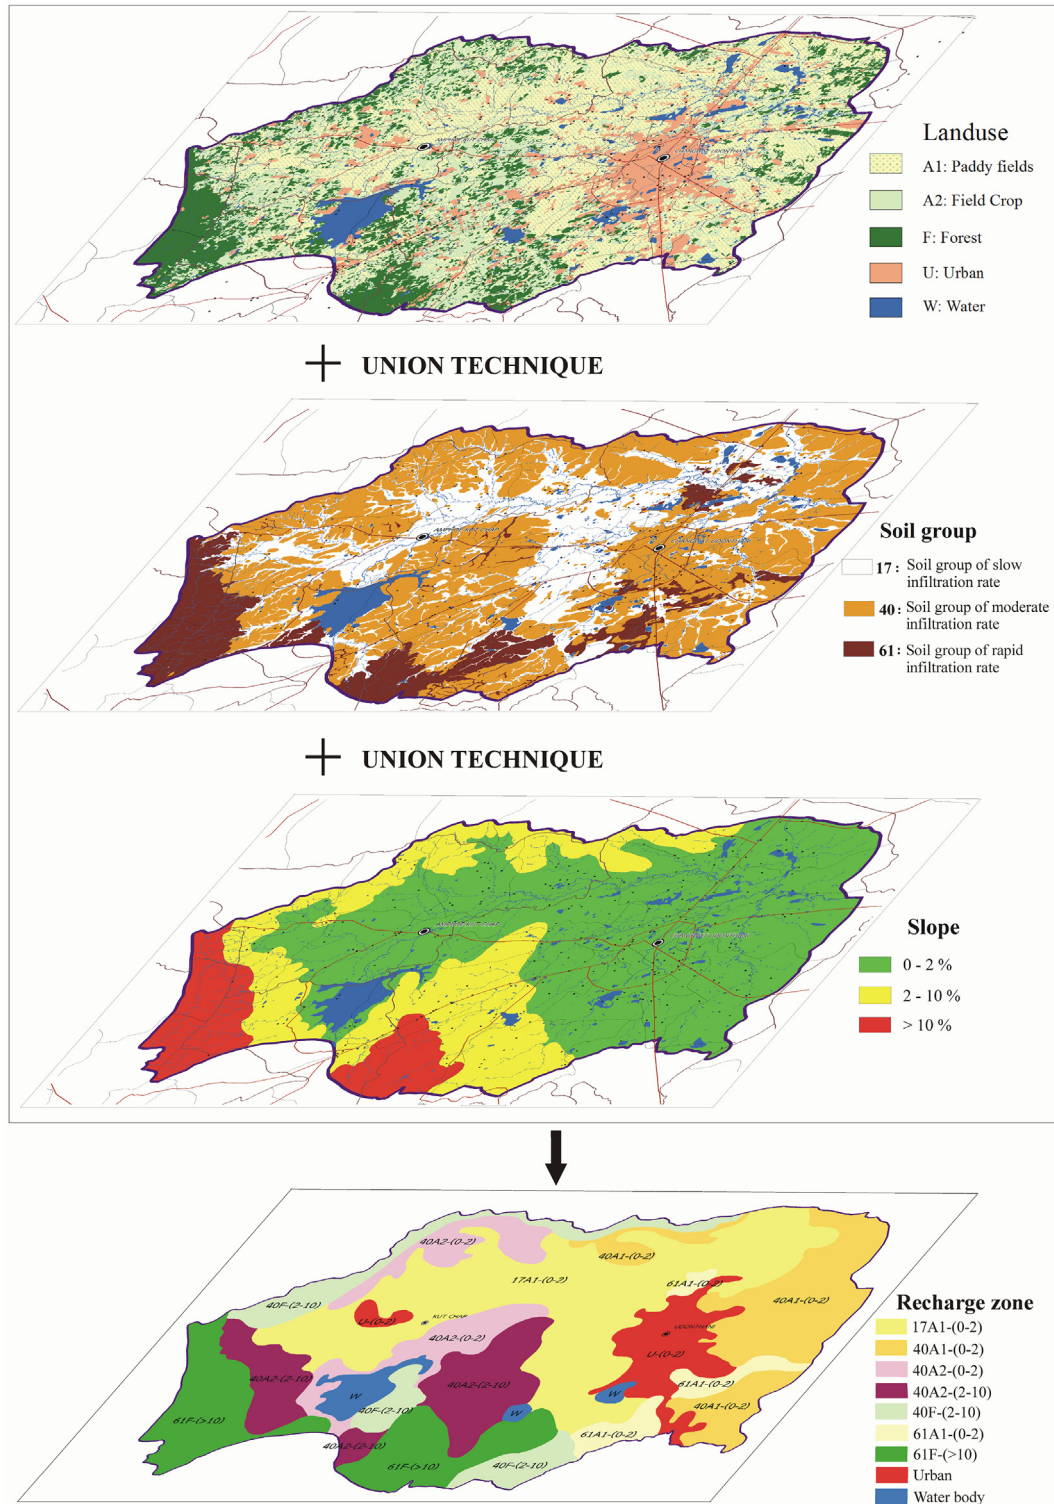 Landuse
A1: Paddy fields
A2: Field Crop
F: Forest
U: Urban
W: Water
UNION TECHNIQUE
Soil group
17: Soil group of slow
infiltration rate
40: Soil group of moderate
infiltration rate
61: Soil group of rapid
infiltration rate
UNION TECHNIQUE
Slope
0 - 2 %
2 - 10 %
> 10 %
40A2-(0-2)
40A1-(0-2)
17A1-(0-2)
61A1-(0-2)
40A1-(0-2)
40F-(2-10)
U-(0-2)
KUT CHAP
UDONTHANI
40A2-(0-2)
U-(0-2)
40A2-(2-10)
40A2-(2-10)
61A1-(0-2)
W
W
40F-(2-10)
40A1-(0-2)
61F-(>10)
W
61A1-(0-2)
40A2-(2-10)
61F-(>10)
40F-(2-10)
Recharge zone
17A1-(0-2)
40A1-(0-2)
40A2-(0-2)
40A2-(2-10)
40F-(2-10)
61A1-(0-2)
61F-(>10)
Urban
Water body